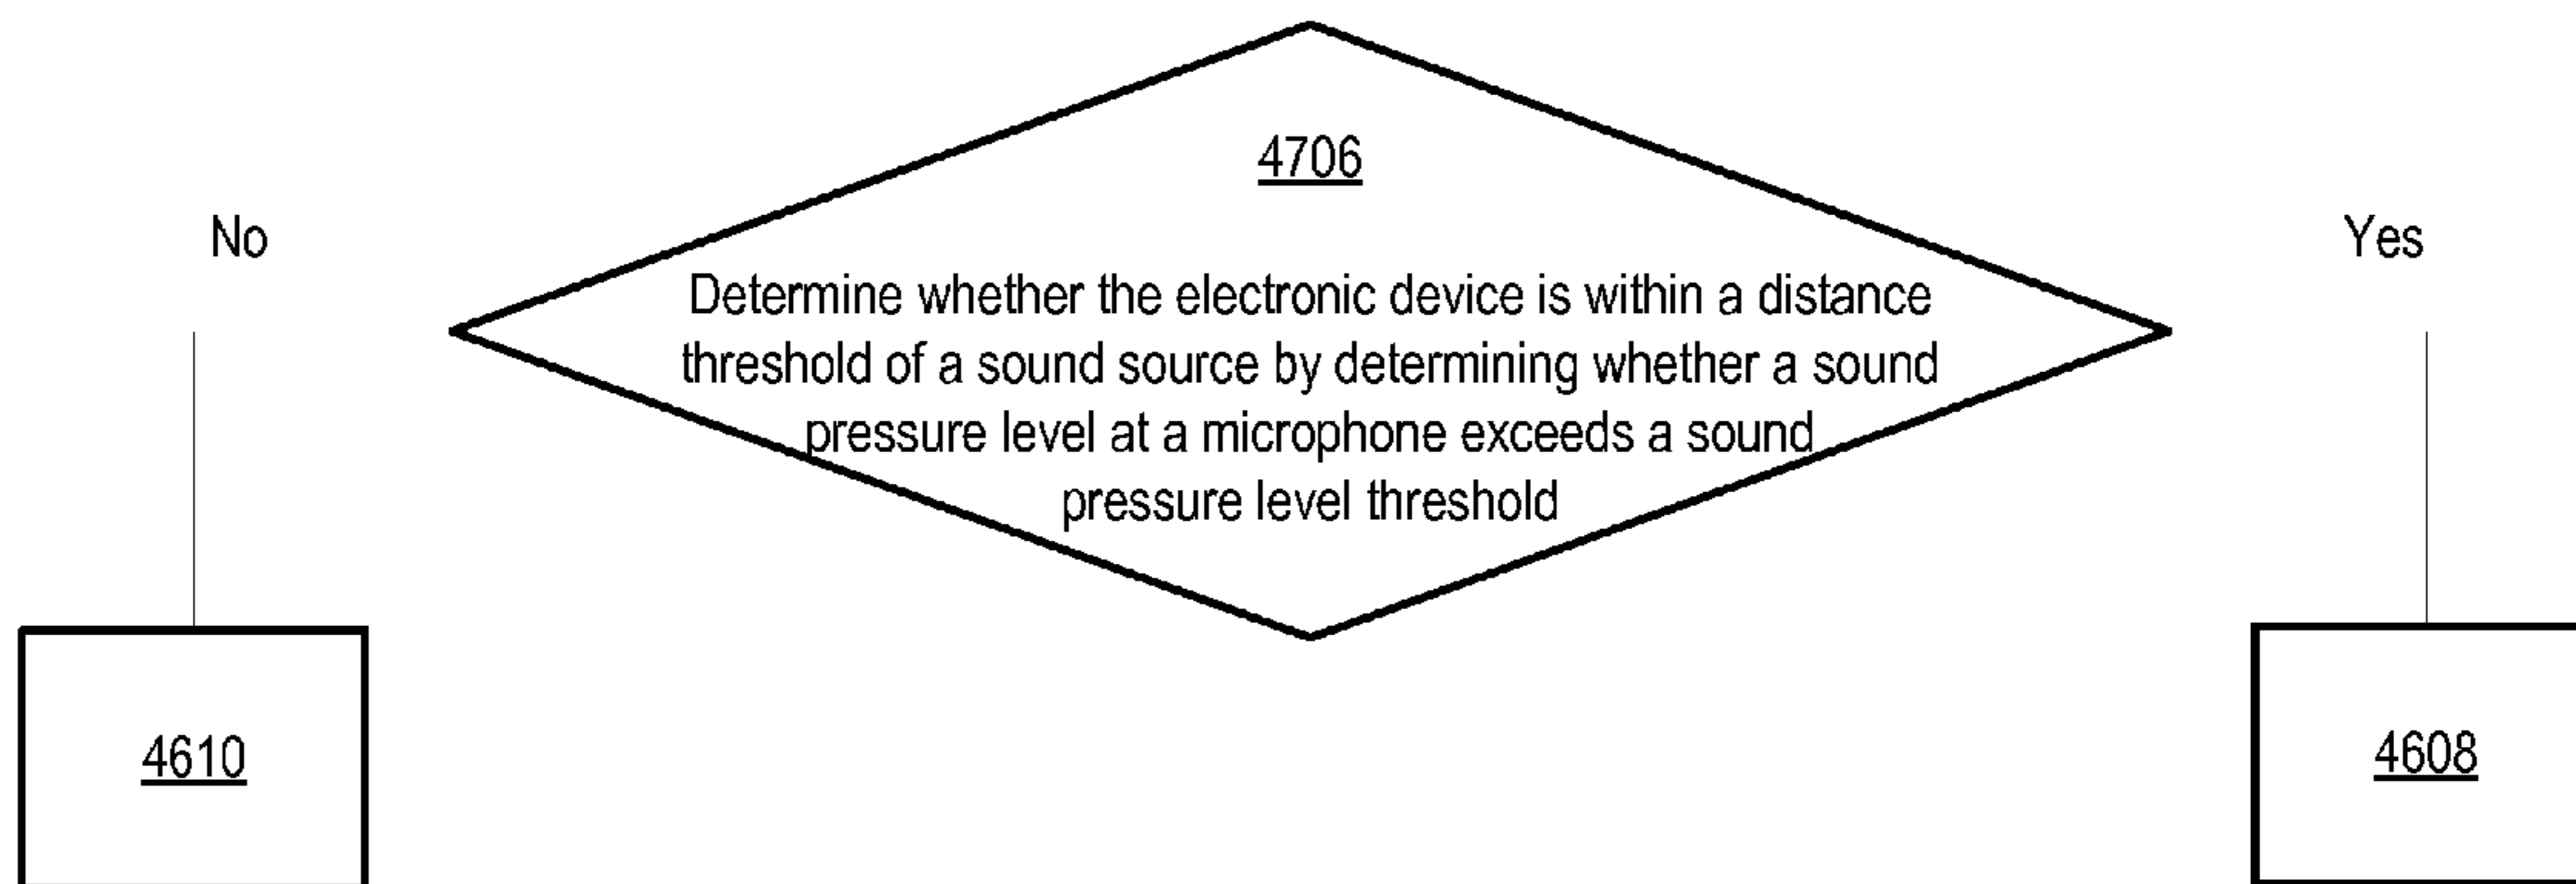 4706
No
Yes
Determine whether the electronic device is within a distance
threshold of a sound source by determining whether a sound
pressure level at a microphone exceeds a sound
pressure level threshold
4610
4608